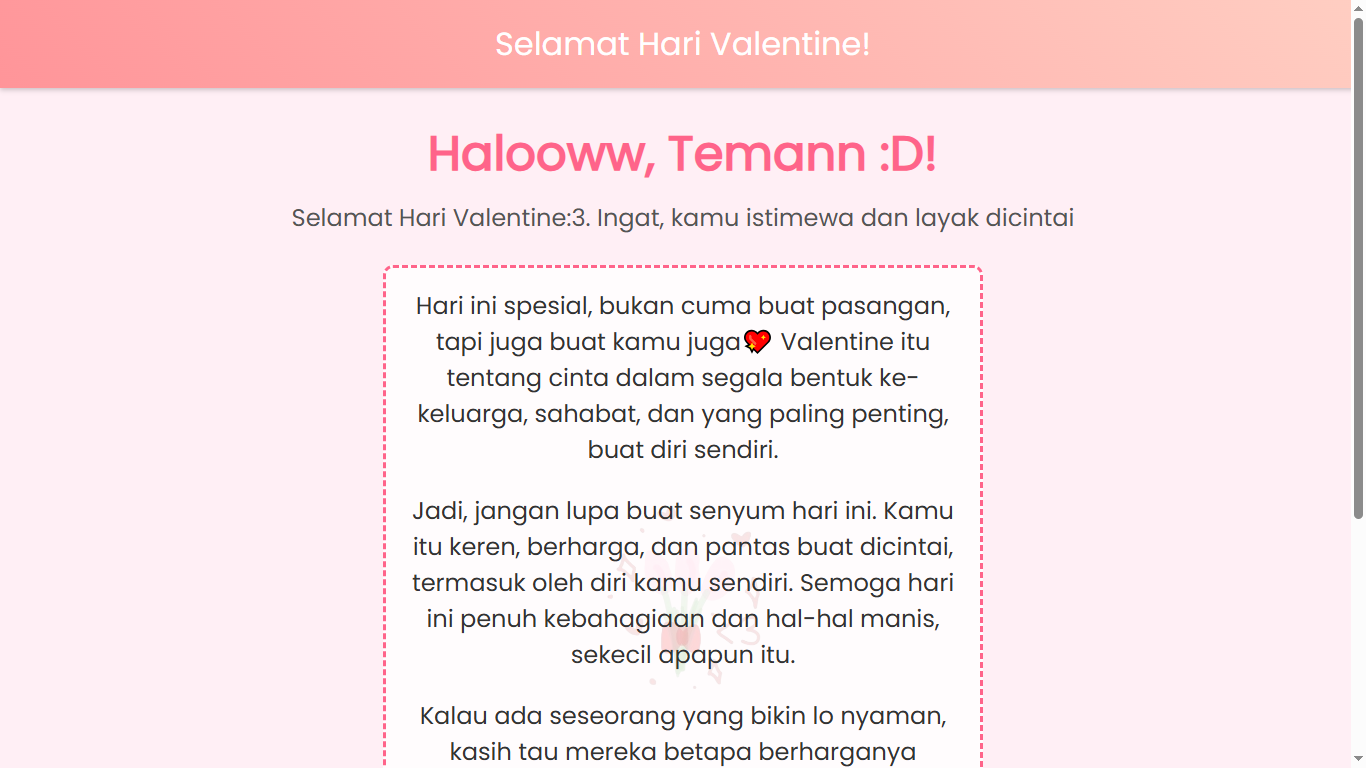 Selamat Hari Valentine!
Halooww, Temann :D!
Selamat Hari Valentine:3. Ingat, kamu istimewa dan layak dicintai
Hari ini spesial, bukan cuma buat pasangan,
tapi juga buat kamu juga💖 Valentine itu
tentang cinta dalam segala bentuk ke-
keluarga, sahabat, dan yang paling penting,
buat diri sendiri.
Jadi, jangan lupa buat senyum hari ini. Kamu
itu keren, berharga, dan pantas buat dicintai,
termasuk oleh diri kamu sendiri. Semoga hari
ini penuh kebahagiaan dan hal-hal manis,
sekecil apapun itu.
<3
Kalau ada seseorang yang bikin lo nyaman,
kasih tau mereka betapa berharganya